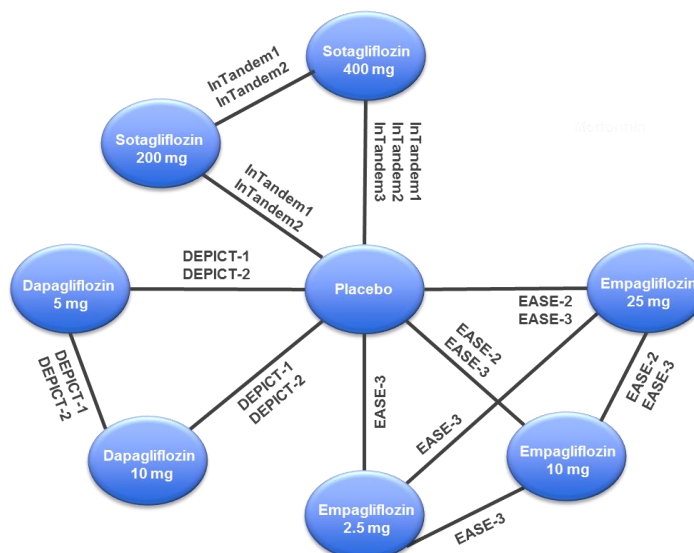 Sotagliflozin
400 mg
InTandem1
InTandem2
Sotagliflozin
200 mg
InTandem1
InTandem2
InTandem3
InTandem1
InTandem2
Dapagliflozin
5 mg
DEPICT-1
DEPICT-2
Placebo
Empagliflozin
25 mg
EASE-2
EASE-3
EASE-2
EASE-3
DEPICT-1
DEPICT-2
DEPICT-1
DEPICT-2
EASE-3
EASE-3
EASE-2
EASE-3
Dapagliflozin
10 mg
Empagliflozin
10 mg
Empagliflozin
2.5 mg
EASE-3